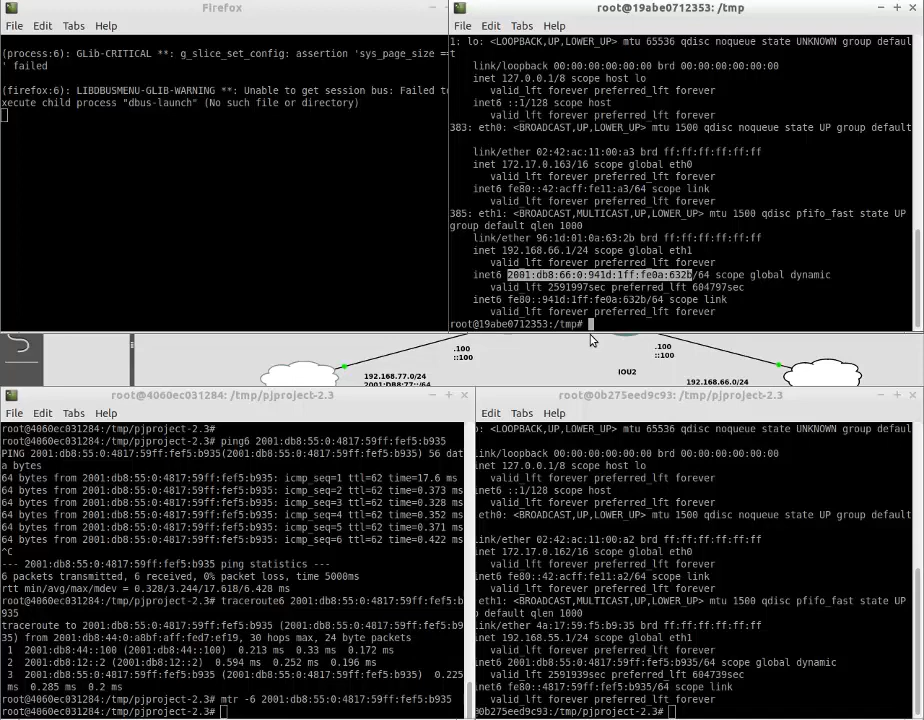 Firefox
File Edit Tabs Help
(process:6): GLib-CRITICAL **: g_slice_set_config: assertion 'sys_page_size ==
' failed
(firefox:6): LIBDBUSMENU-GLIB-WARNING **: Unable to get session bus: Failed to
xecute child process "dbus-launch" (No such file or directory)
root@19abe0712353: /tmp
File Edit Tabs Help
1: lo: <LOOPBACK,UP,LOWER_UP> mtu 65536 qdisc noqueue state UNKNOWN group defaul
t
link/loopback 00:00:00:00:00:00 brd 00:00:00:00:00:00
inet 127.0.0.1/8 scope host lo
valid_lft forever preferred_lft forever
inet6 ::1/128 scope host
valid_lft forever preferred_lft forever
383: eth0: <BROADCAST,UP,LOWER_UP> mtu 1500 qdisc noqueue state UP group default
link/ether 02:42:ac:11:00:a3 brd ff:ff:ff:ff:ff:ff
inet 172.17.0.163/16 scope global eth0
valid_lft forever preferred_lft forever
inet6 fe80::42:acff:fe11:a3/64 scope link
valid_lft forever preferred_lft forever
385: eth1: <BROADCAST,MULTICAST,UP,LOWER_UP> mtu 1500 qdisc pfifo_fast state UP
group default qlen 1000
link/ether 96:1d:01:0a:63:2b brd ff:ff:ff:ff:ff:ff
inet 192.168.66.1/24 scope global eth1
valid_lft forever preferred_lft forever
inet6 2001:db8:66:0:941d:1ff:fe0a:632b/64 scope global dynamic
valid_lft 2591997sec preferred_lft 604797sec
inet6 fe80::941d:1ff:fe0a:632b/64 scope link
valid_lft forever preferred_lft forever
root@19abe0712353:/tmp#
.100
::100
192.168.77.0/24
2001:DB8:77::/64
IOU2
.100
::100
192.168.66.0/24
root@4060ec031284: /tmp/pjproject-2.3
File Edit Tabs Help
root@4060ec031284:/tmp/pjproject-2.3#
root@4060ec031284:/tmp/pjproject-2.3# ping6 2001:db8:55:0:4817:59ff:fef5:b935
PING 2001:db8:55:0:4817:59ff:fef5:b935(2001:db8:55:0:4817:59ff:fef5:b935) 56 dat
a bytes
64 bytes from 2001:db8:55:0:4817:59ff:fef5:b935: icmp_seq=1 ttl=62 time=17.6 ms
64 bytes from 2001:db8:55:0:4817:59ff:fef5:b935: icmp_seq=2 ttl=62 time=0.373 ms
64 bytes from 2001:db8:55:0:4817:59ff:fef5:b935: icmp_seq=3 ttl=62 time=0.328 ms
64 bytes from 2001:db8:55:0:4817:59ff:fef5:b935: icmp_seq=4 ttl=62 time=0.352 ms
64 bytes from 2001:db8:55:0:4817:59ff:fef5:b935: icmp_seq=5 ttl=62 time=0.371 ms
64 bytes from 2001:db8:55:0:4817:59ff:fef5:b935: icmp_seq=6 ttl=62 time=0.422 ms
^C
--- 2001:db8:55:0:4817:59ff:fef5:b935 ping statistics ---
6 packets transmitted, 6 received, 0% packet loss, time 5000ms
rtt min/avg/max/mdev = 0.328/3.244/17.618/6.428 ms
root@4060ec031284:/tmp/pjproject-2.3# traceroute6 2001:db8:55:0:4817:59ff:fef5:b
935
traceroute to 2001:db8:55:0:4817:59ff:fef5:b935 (2001:db8:55:0:4817:59ff:fef5:b9
35) from 2001:db8:44:0:a8bf:aff:fed7:ef19, 30 hops max, 24 byte packets
1 2001:db8:44::100 (2001:db8:44::100) 0.213 ms 0.33 ms 0.172 ms
2 2001:db8:12::2 (2001:db8:12::2) 0.594 ms 0.252 ms 0.196 ms
3 2001:db8:55:0:4817:59ff:fef5:b935 (2001:db8:55:0:4817:59ff:fef5:b935) 0.225
ms 0.285 ms 0.2 ms
root@4060ec031284:/tmp/pjproject-2.3# mtr -6 2001:db8:55:0:4817:59ff:fef5:b935
root@4060ec031284:/tmp/pjproject-2.3#
root@0b275eed9c93: /tmp/pjproject-2.3
Edit Tabs Help
lo: <LOOPBACK,UP,LOWER_UP> mtu 65536 qdisc noqueue state UNKNOWN group defaul
link/loopback 00:00:00:00:00:00 brd 00:00:00:00:00:00
inet 127.0.0.1/8 scope host lo
valid_lft forever preferred_lft forever
inet6 ::1/128 scope host
valid_lft forever preferred_lft forever
eth0: <BROADCAST,UP,LOWER_UP> mtu 1500 qdisc noqueue state UP group default
link/ether 02:42:ac:11:00:a2 brd ff:ff:ff:ff:ff:ff
inet 172.17.0.162/16 scope global eth0
valid_lft forever preferred_lft forever
inet6 fe80::42:acff:fe11:a2/64 scope link
valid_lft forever preferred_lft forever
eth1: <BROADCAST,MULTICAST,UP,LOWER_UP> mtu 1500 qdisc pfifo_fast state UP
p default qlen 1000
link/ether 4a:17:59:f5:b9:35 brd ff:ff:ff:ff:ff:ff
inet 192.168.55.1/24 scope global eth1
valid_lft forever preferred_lft forever
inet6 2001:db8:55:0:4817:59ff:fef5:b935/64 scope global dynamic
valid_lft 2591939sec preferred_lft 604739sec
inet6 fe80::4817:59ff:fef5:b935/64 scope link
valid_lft forever preferred_lft forever
@0b275eed9c93:/tmp/pjproject-2.3#